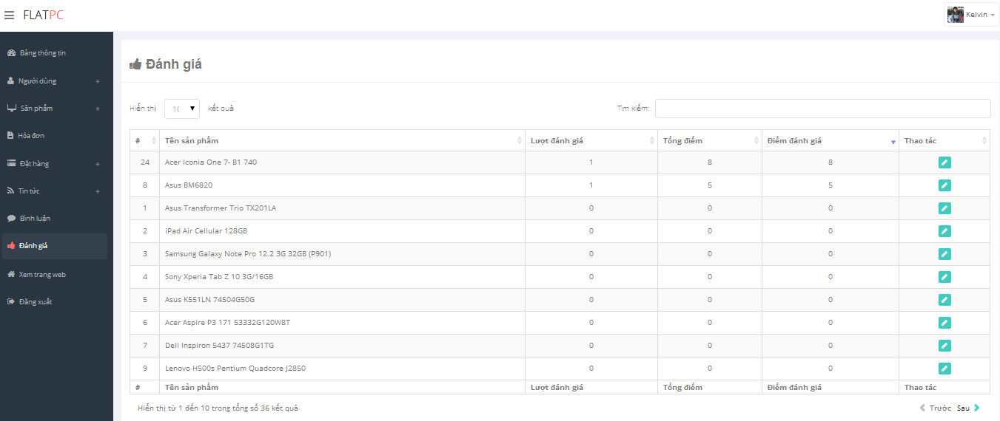 FLATPC
Kelvin
Bảng thông tin
Người dùng +
Sản phẩm +
Hóa đơn
Đặt hàng +
Tin tức +
Bình luận
Đánh giá
Xem trang web
Đăng xuất
Đánh giá
Hiển thị 10 kết quả
Tìm kiếm:
# Tên sản phẩm Lượt đánh giá Tổng điểm Điểm đánh giá Thao tác
24 Acer Iconia One 7- B1 740 1 8 8
8 Asus BM6820 1 5 5
1 Asus Transformer Trio TX201LA 0 0 0
2 iPad Air Cellular 128GB 0 0 0
3 Samsung Galaxy Note Pro 12.2 3G 32GB (P901) 0 0 0
4 Sony Xperia Tab Z 10 3G/16GB 0 0 0
5 Asus K551LN 74504G50G 0 0 0
6 Acer Aspire P3 171 53332G120W8T 0 0 0
7 Dell Inspiron 5437 74508G1TG 0 0 0
9 Lenovo H500s Pentium Quadcore J2850 0 0 0
# Tên sản phẩm Lượt đánh giá Tổng điểm Điểm đánh giá Thao tác
Hiển thị từ 1 đến 10 trong tổng số 36 kết quả
Trước Sau